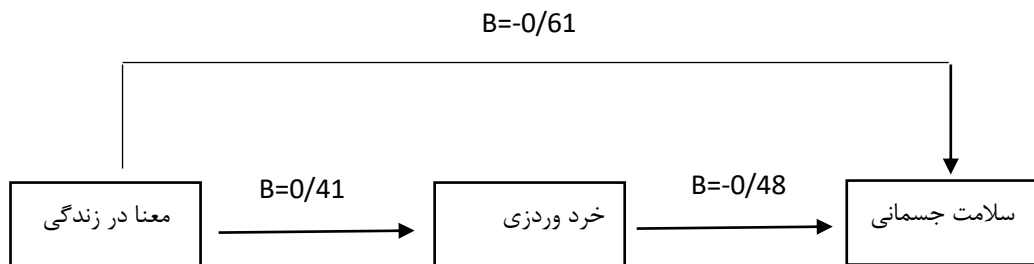 B=-0/61
معنا در زندگی
B=0/41
خرد وردزی
B=-0/48
سلامت جسمانی